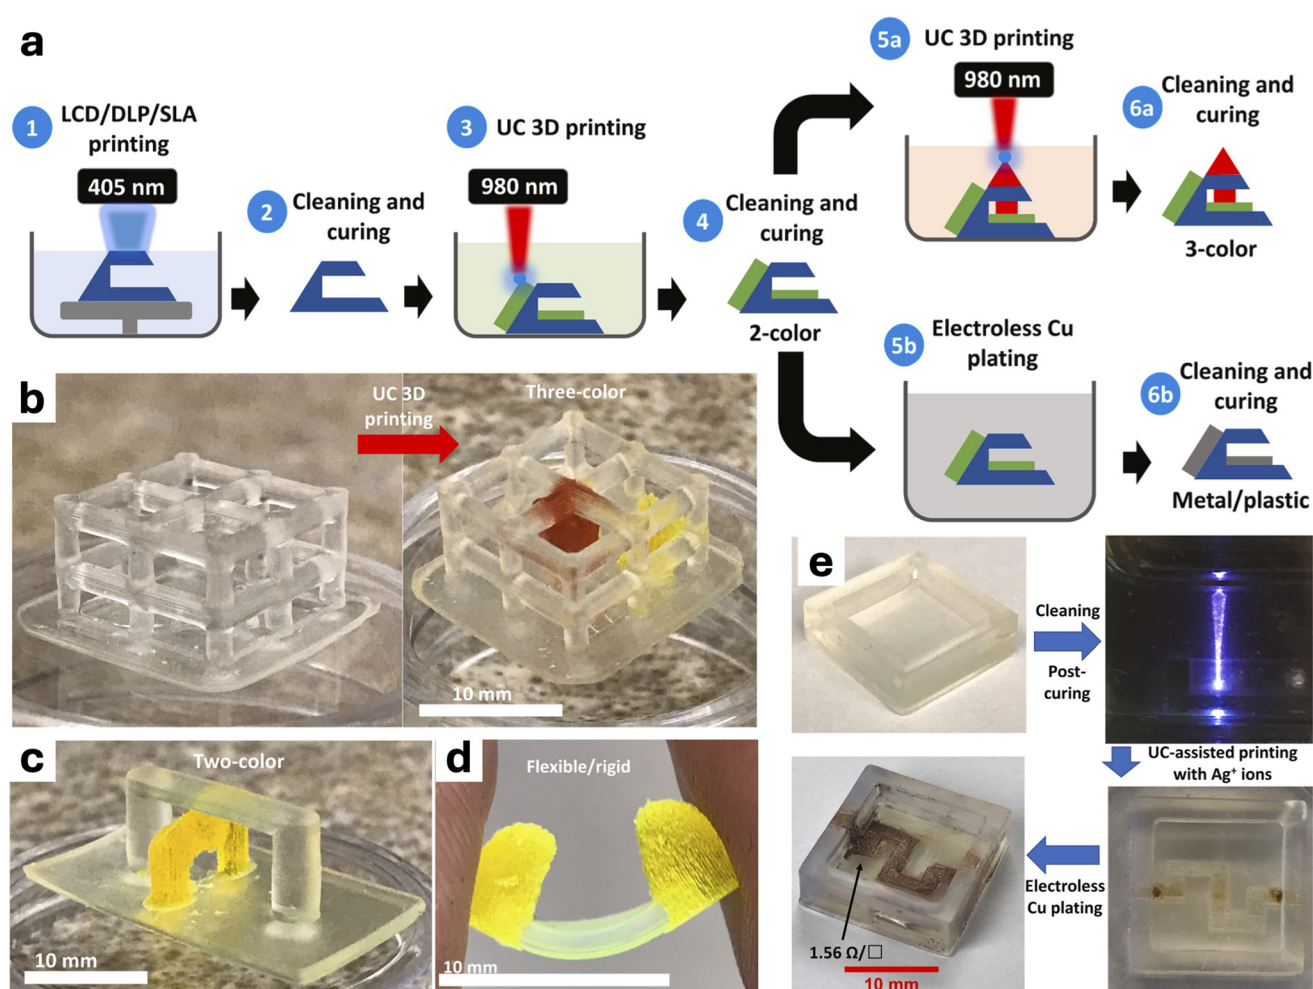 a
1
LCD/DLP/SLA
printing
405 nm
2
Cleaning and
curing
3
UC 3D printing
980 nm
4
Cleaning and
curing
2-color
5a
UC 3D printing
980 nm
6a
Cleaning and
curing
3-color
5b
Electroless Cu
plating
6b
Cleaning and
curing
Metal/plastic
b
UC 3D
printing
Three-color
10 mm
c
Two-color
10 mm
d
Flexible/rigid
10 mm
e
Cleaning
Post-
curing
UC-assisted printing
with Ag⁺ ions
Electroless
Cu plating
1.56 Ω/□
10 mm